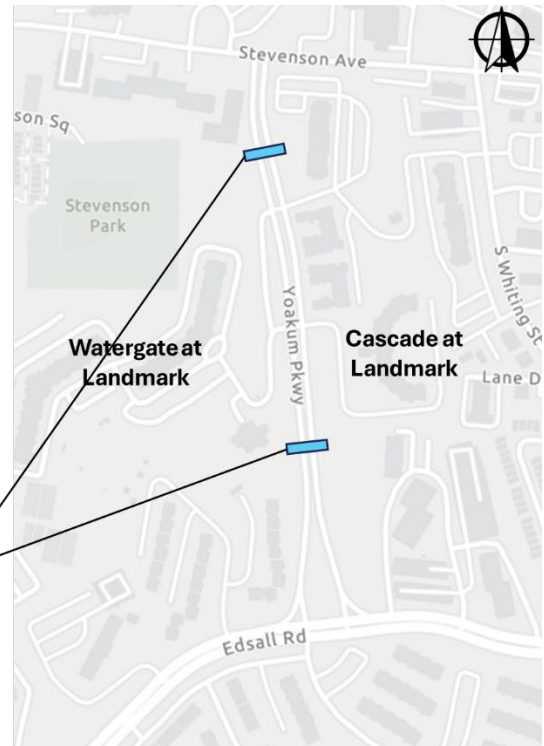 Stevenson Ave
son Sq
Stevenson
Park
Yoakum Pkwy
S Whiting St
Watergate at
Landmark
Cascade at
Landmark
Lane D
Edsall Rd